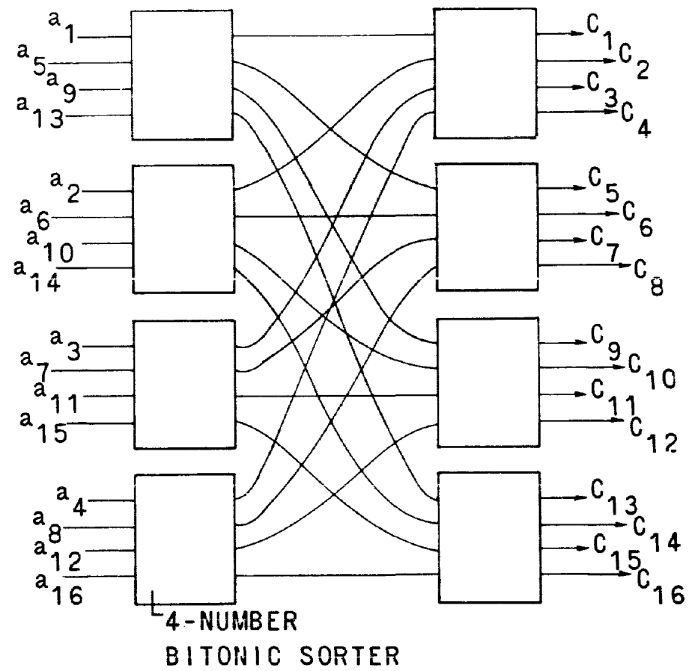 a1
a5
a9
a13
a2
a6
a10
a14
a3
a7
a11
a15
a4
a8
a12
a16
C1
C2
C3
C4
C5
C6
C7
C8
C9
C10
C11
C12
C13
C14
C15
C16
4-NUMBER
BITONIC SORTER